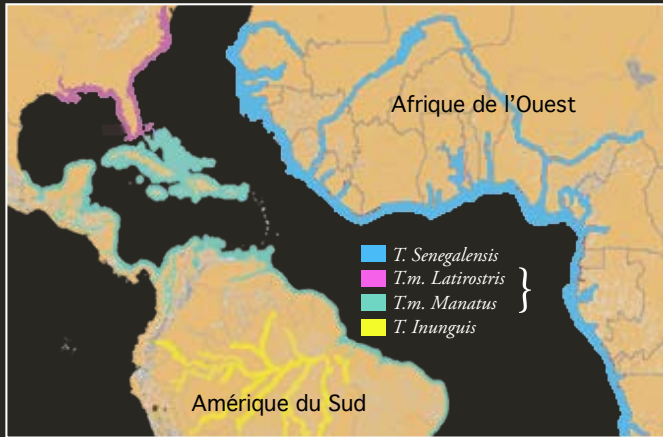 Afrique de l'Ouest
T. Senegalensis
T.m. Latirostris
T.m. Manatus
T. Inunguis
Amérique du Sud